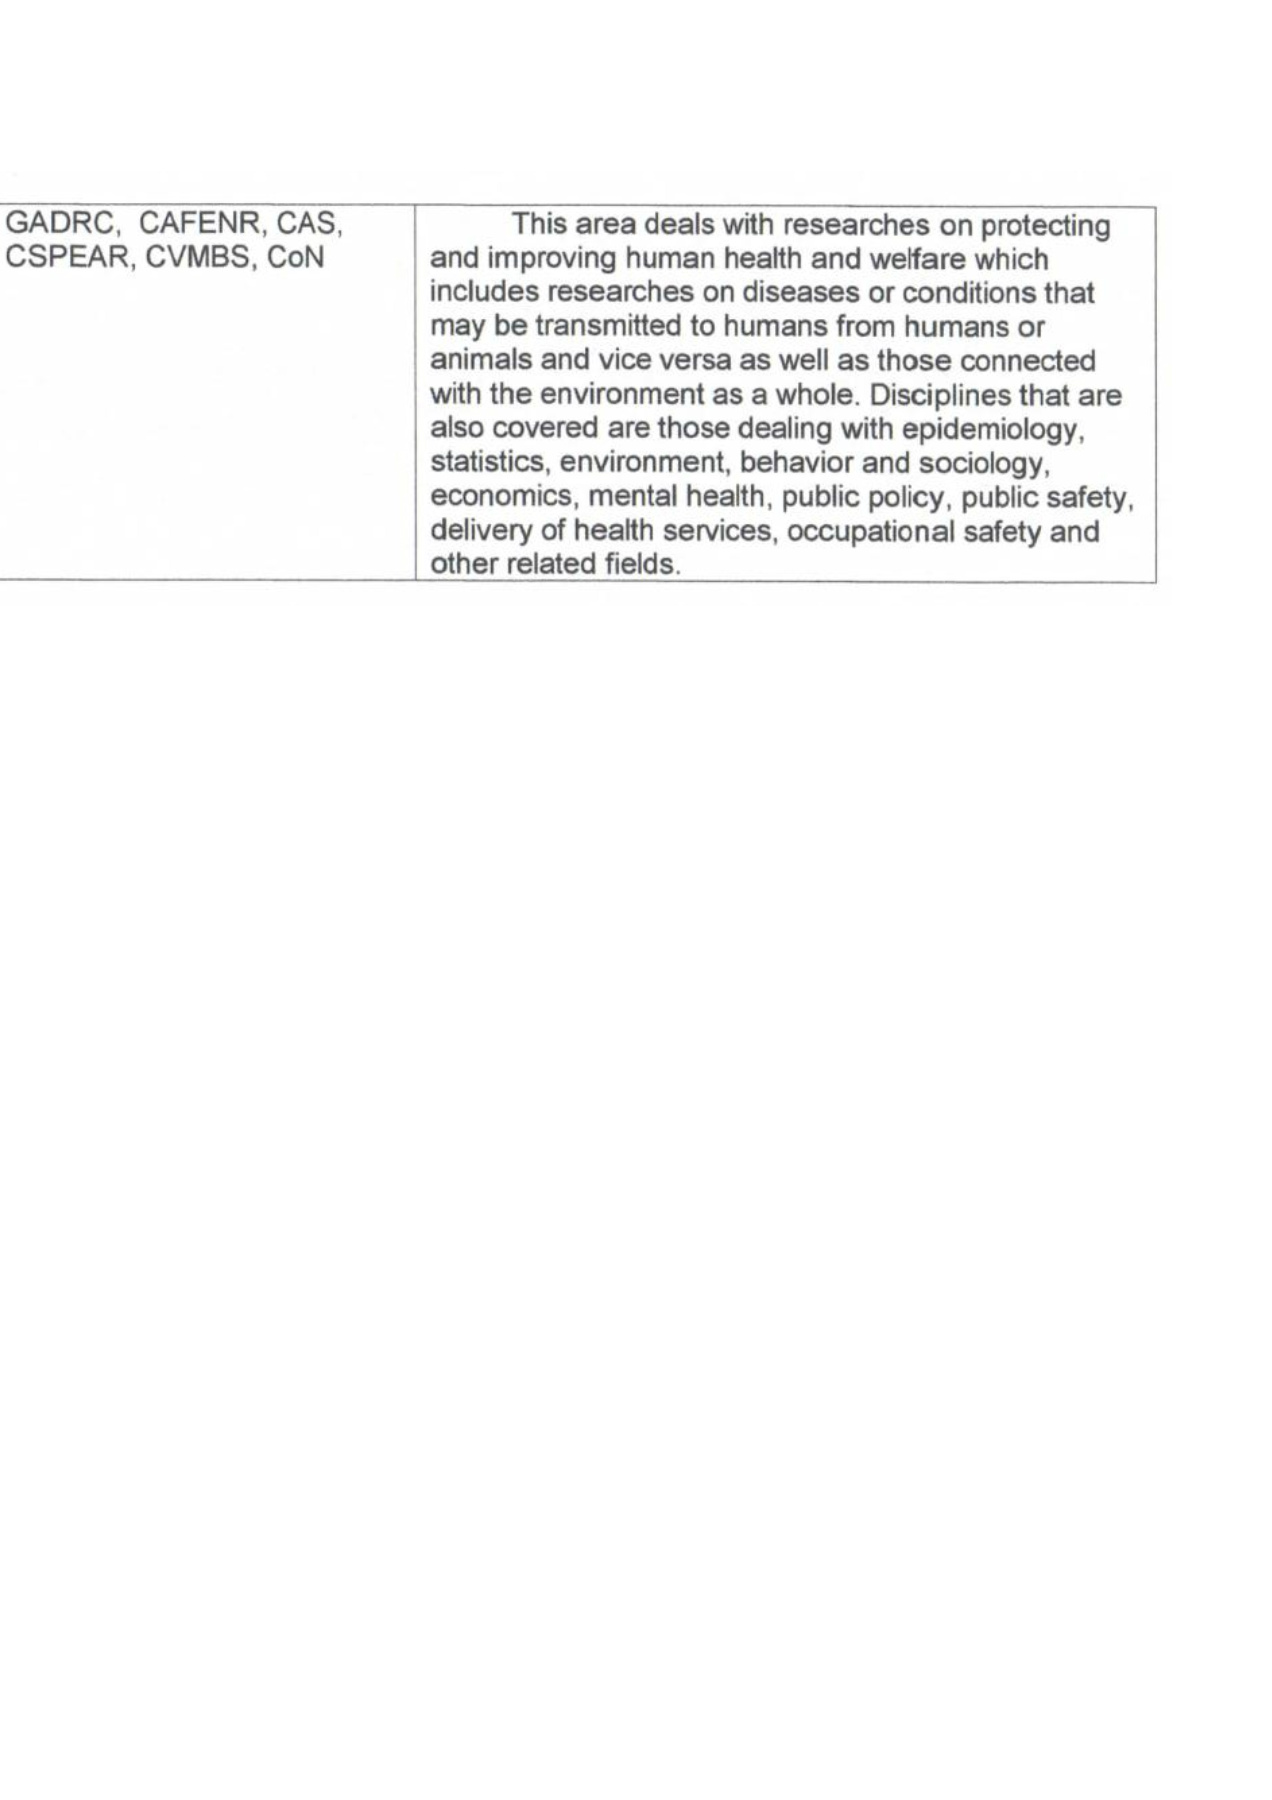 GADRC, CAFENR, CAS,
CSPEAR, CVMBS, CoN
This area deals with researches on protecting
and improving human health and welfare which
includes researches on diseases or conditions that
may be transmitted to humans from humans or
animals and vice versa as well as those connected
with the environment as a whole. Disciplines that are
also covered are those dealing with epidemiology,
statistics, environment, behavior and sociology,
economics, mental health, public policy, public safety,
delivery of health services, occupational safety and
other related fields.